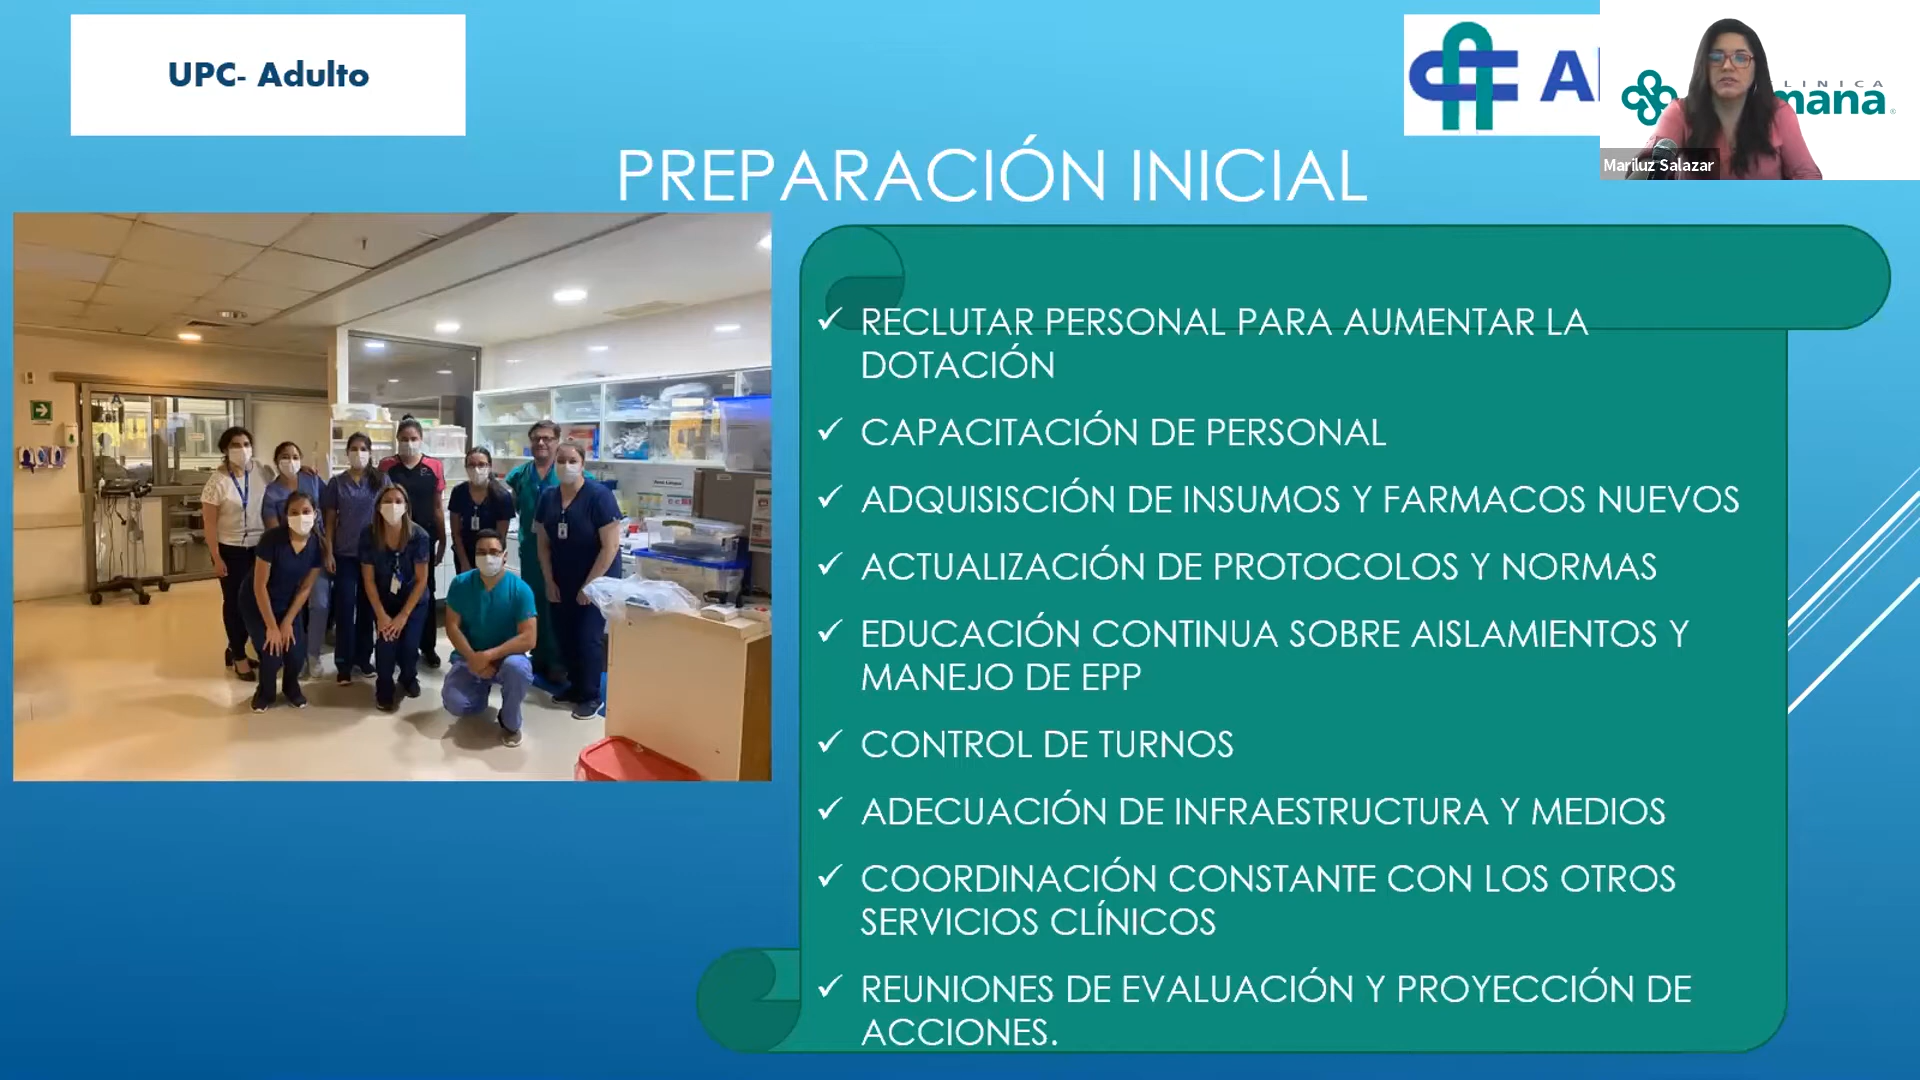 UPC- Adulto
A
CLINICA
mana
Mariluz Salazar
PREPARACIÓN INICIAL
✓ RECLUTAR PERSONAL PARA AUMENTAR LA
DOTACIÓN
✓ CAPACITACIÓN DE PERSONAL
✓ ADQUISISCIÓN DE INSUMOS Y FARMACOS NUEVOS
✓ ACTUALIZACIÓN DE PROTOCOLOS Y NORMAS
✓ EDUCACIÓN CONTINUA SOBRE AISLAMIENTOS Y
MANEJO DE EPP
✓ CONTROL DE TURNOS
✓ ADECUACIÓN DE INFRAESTRUCTURA Y MEDIOS
✓ COORDINACIÓN CONSTANTE CON LOS OTROS
SERVICIOS CLÍNICOS
✓ REUNIONES DE EVALUACIÓN Y PROYECCIÓN DE
ACCIONES.